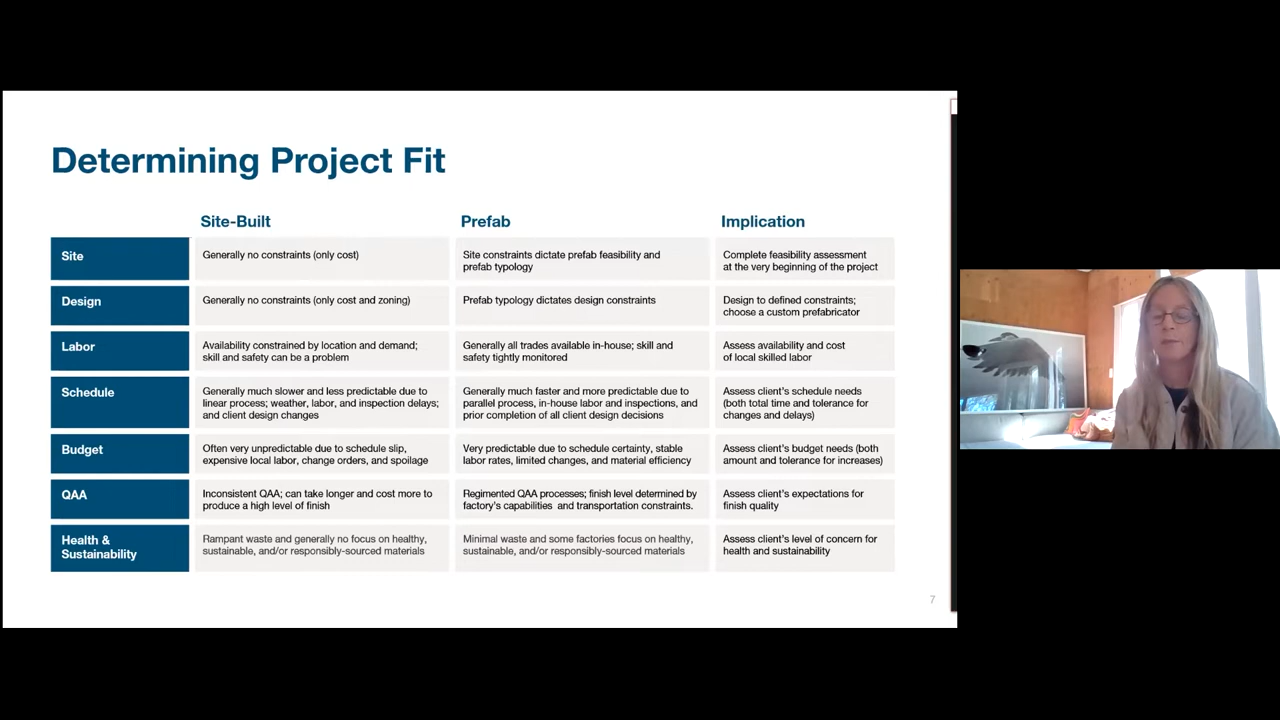 Determining Project Fit
Site-Built
Prefab
Implication
Site
Generally no constraints (only cost)
Site constraints dictate prefab feasibility and
prefab typology
Complete feasibility assessment
at the very beginning of the project
Design
Generally no constraints (only cost and zoning)
Prefab typology dictates design constraints
Design to defined constraints;
choose a custom prefabricator
Labor
Availability constrained by location and demand;
skill and safety can be a problem
Generally all trades available in-house; skill and
safety tightly monitored
Assess availability and cost
of local skilled labor
Schedule
Generally much slower and less predictable due to
linear process; weather, labor, and inspection delays;
and client design changes
Generally much faster and more predictable due to
parallel process, in-house labor and inspections, and
prior completion of all client design decisions
Assess client's schedule needs
(both total time and tolerance for
changes and delays)
Budget
Often very unpredictable due to schedule slip,
expensive local labor, change orders, and spoilage
Very predictable due to schedule certainty, stable
labor rates, limited changes, and material efficiency
Assess client's budget needs (both
amount and tolerance for increases)
QAA
Inconsistent QAA; can take longer and cost more to
produce a high level of finish
Regimented QAA processes; finish level determined by
factory's capabilities and transportation constraints.
Assess client's expectations for
finish quality
Health &
Sustainability
Rampant waste and generally no focus on healthy,
sustainable, and/or responsibly-sourced materials
Minimal waste and some factories focus on healthy,
sustainable, and/or responsibly-sourced materials
Assess client's level of concern for
health and sustainability
7